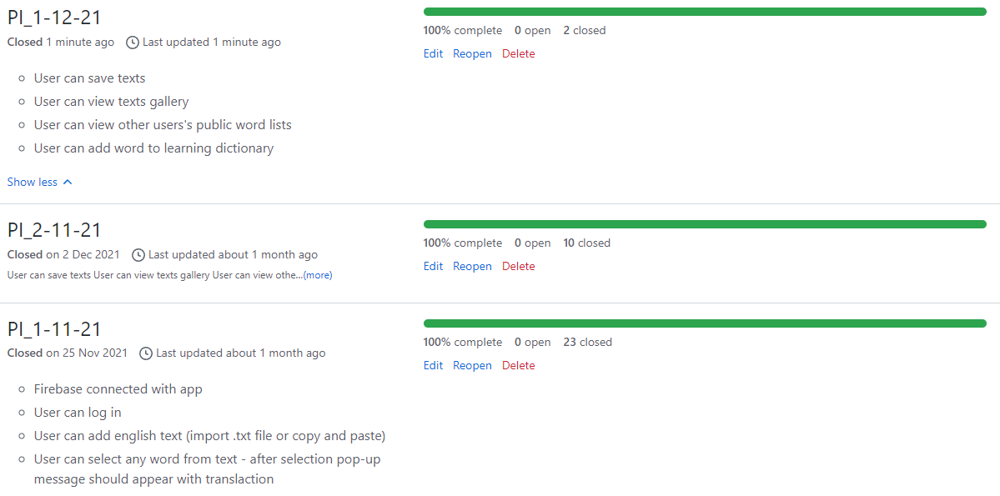 PI_1-12-21
Closed 1 minute ago Last updated 1 minute ago
100% complete 0 open 2 closed
Edit Reopen Delete
User can save texts
User can view texts gallery
User can view other users's public word lists
User can add word to learning dictionary
Show less
PI_2-11-21
Closed on 2 Dec 2021 Last updated about 1 month ago
User can save texts User can view texts gallery User can view othe...(more)
100% complete 0 open 10 closed
Edit Reopen Delete
PI_1-11-21
Closed on 25 Nov 2021 Last updated about 1 month ago
100% complete 0 open 23 closed
Edit Reopen Delete
Firebase connected with app
User can log in
User can add english text (import .txt file or copy and paste)
User can select any word from text - after selection pop-up
message should appear with translaction